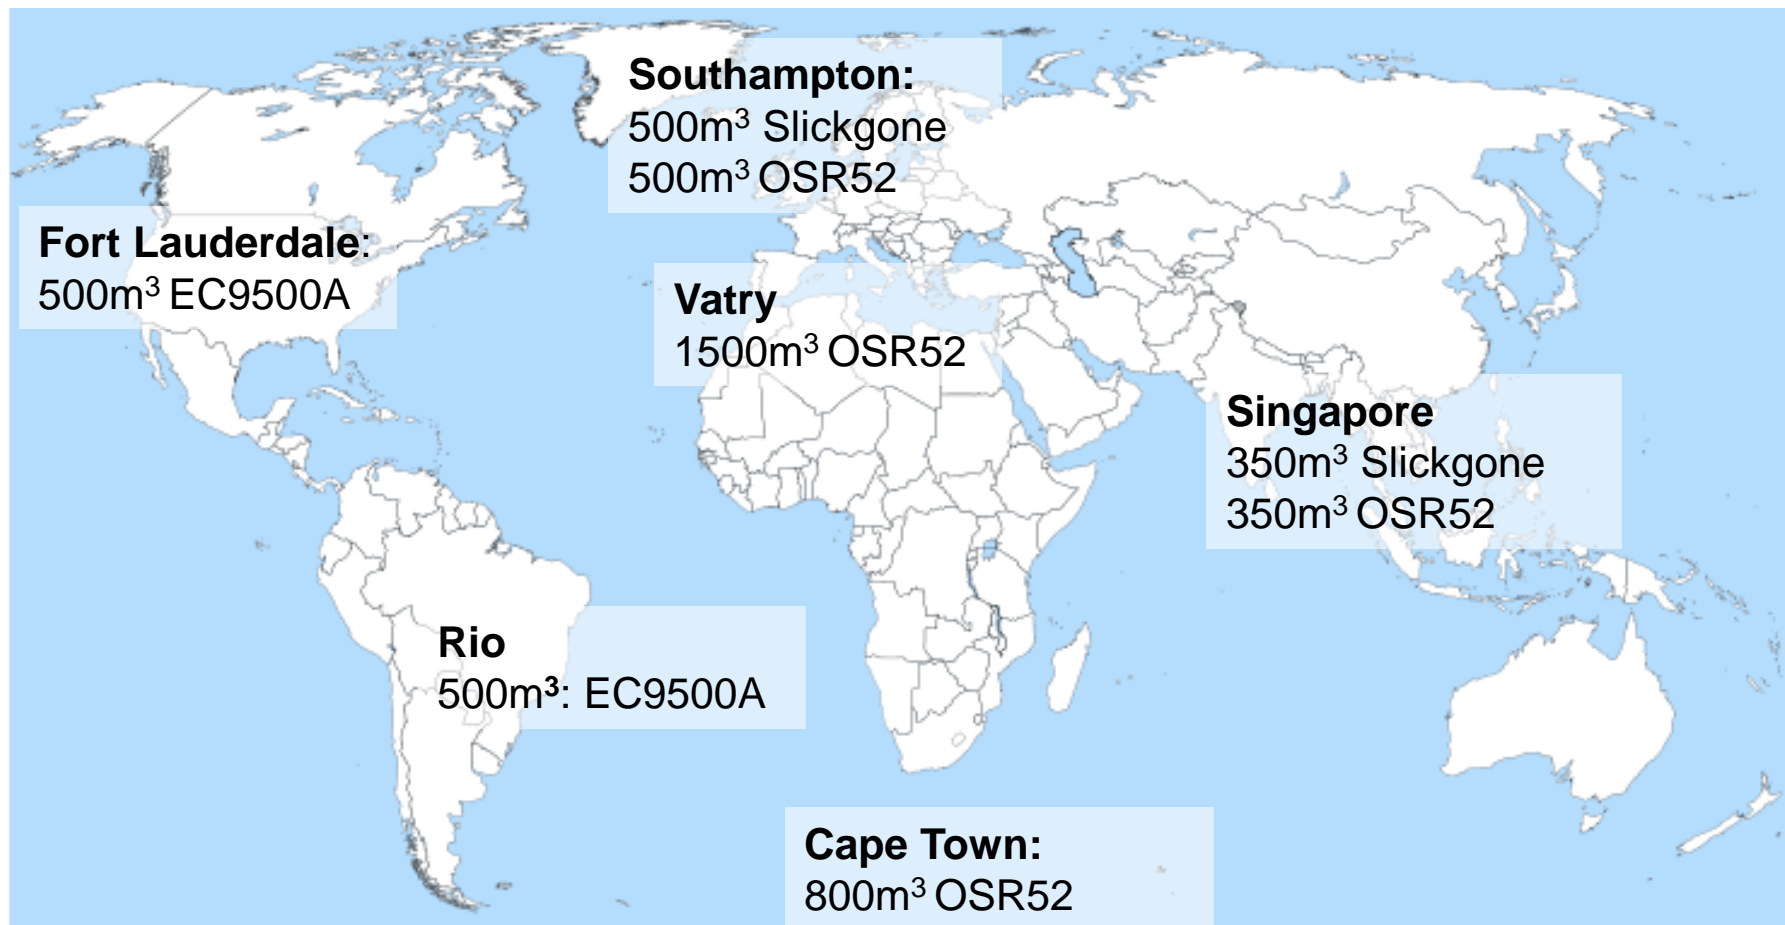 Southampton:
500m³ Slickgone
500m³ OSR52
Fort Lauderdale:
500m³ EC9500A
Vatry
1500m³ OSR52
Singapore
350m³ Slickgone
350m³ OSR52
Rio
500m³: EC9500A
Cape Town:
800m³ OSR52